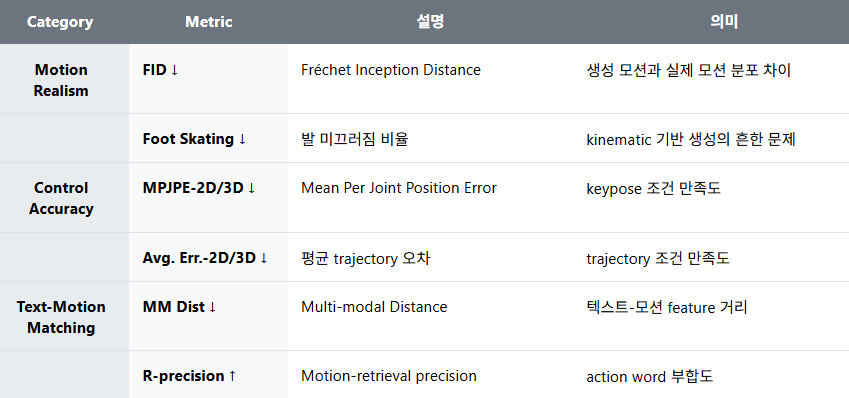 Category Metric 설명 의미
Motion Realism FID ↓ Fréchet Inception Distance 생성 모션과 실제 모션 분포 차이
Foot Skating ↓ 발 미끄러짐 비율 kinematic 기반 생성의 흔한 문제
Control Accuracy MPJPE-2D/3D ↓ Mean Per Joint Position Error keypose 조건 만족도
Avg. Err.-2D/3D ↓ 평균 trajectory 오차 trajectory 조건 만족도
Text-Motion Matching MM Dist ↓ Multi-modal Distance 텍스트-모션 feature 거리
R-precision ↑ Motion-retrieval precision action word 부합도